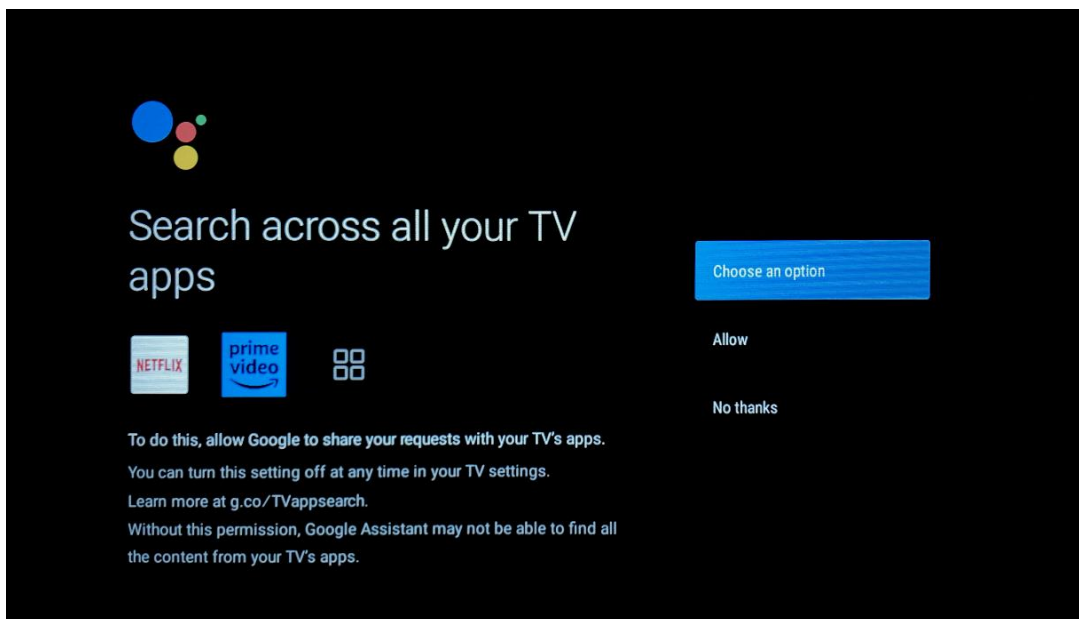 Search across all your TV
apps
NETFLIX
prime
video
To do this, allow Google to share your requests with your TV's apps.
You can turn this setting off at any time in your TV settings.
Learn more at g.co/TVappsearch.
Without this permission, Google Assistant may not be able to find all
the content from your TV's apps.
Choose an option
Allow
No thanks